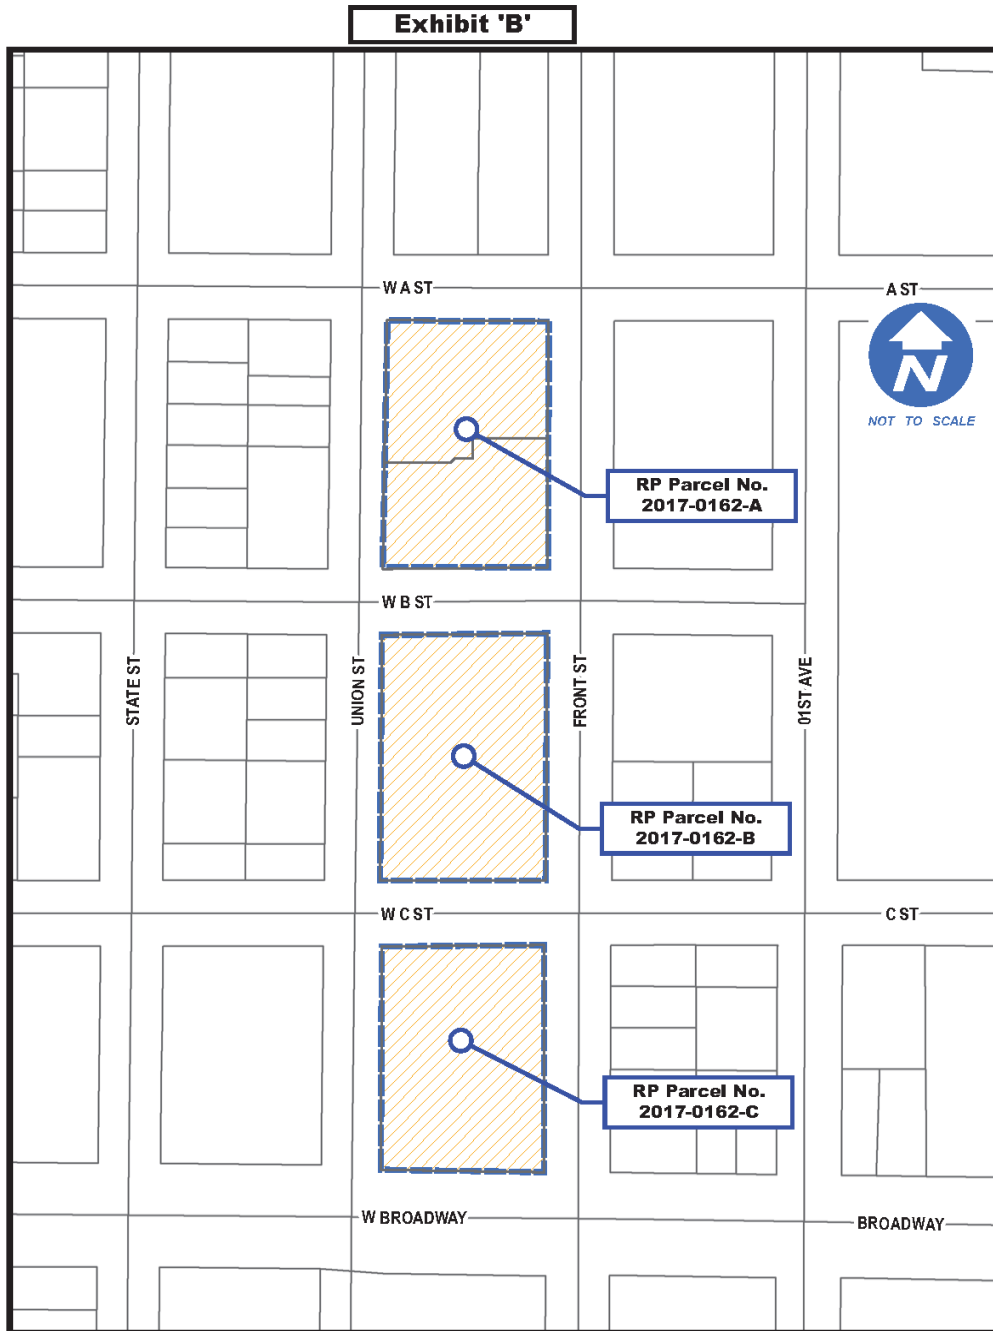 Exhibit 'B'
W A ST
A ST
N
NOT TO SCALE
RP Parcel No.
2017-0162-A
W B ST
STATE ST
UNION ST
FRONT ST
01ST AVE
RP Parcel No.
2017-0162-B
W C ST
C ST
RP Parcel No.
2017-0162-C
W BROADWAY
BROADWAY